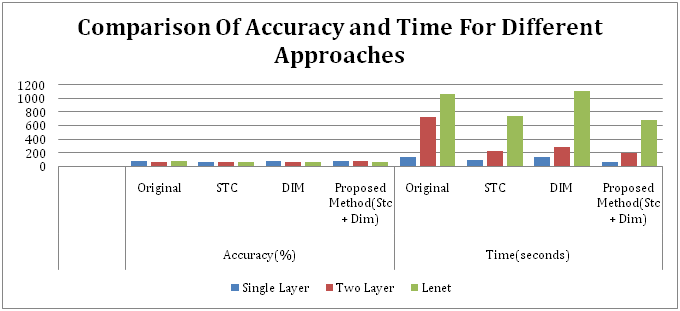 Comparison Of Accuracy and Time For Different
Approaches
1200
1000
800
600
400
200
0
Original
STC
DIM
Proposed
Method(Stc
+ Dim)
Original
STC
DIM
Proposed
Method(Stc
+ Dim)
Accuracy(%)
Time(seconds)
Single Layer
Two Layer
Lenet